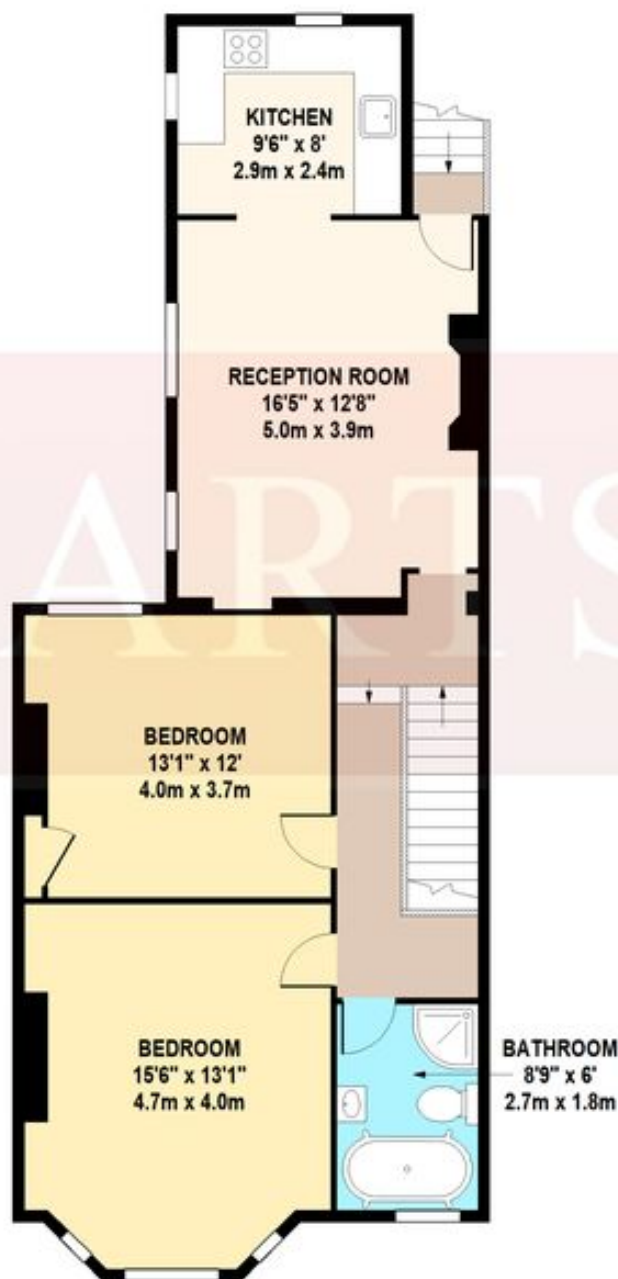 KITCHEN
9'6" x 8'
2.9m x 2.4m
RECEPTION ROOM
16'5" x 12'8"
5.0m x 3.9m
ARTS
BEDROOM
13'1" x 12'
4.0m x 3.7m
BEDROOM
15'6" x 13'1"
4.7m x 4.0m
BATHROOM
8'9" x 6'
2.7m x 1.8m